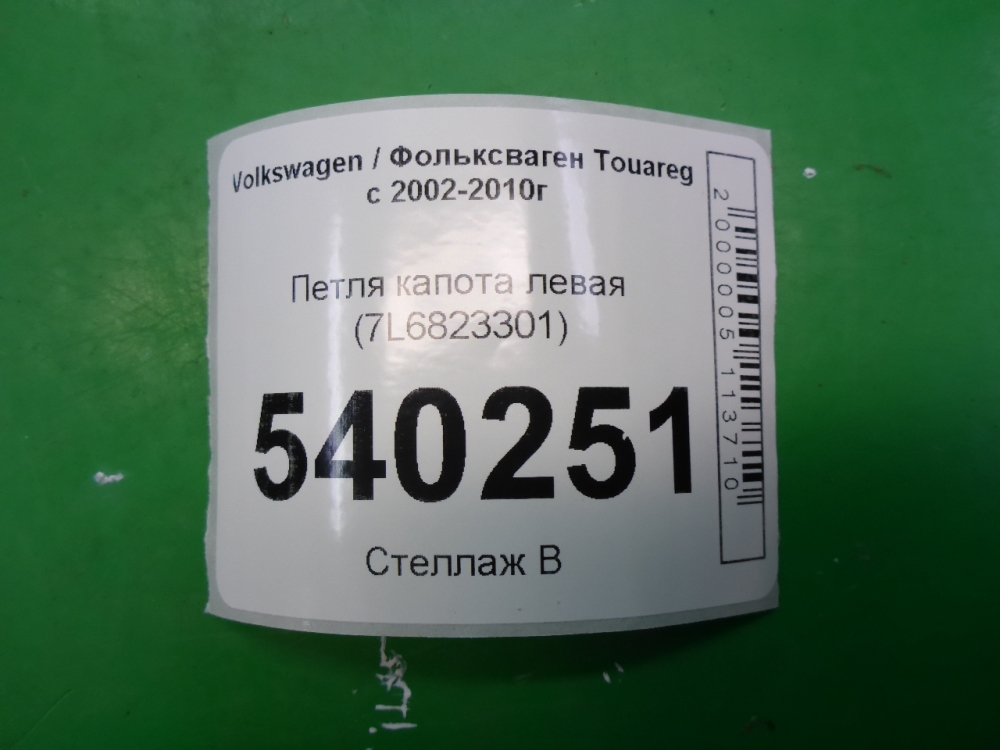 Volkswagen / Фольксваген Touareg
с 2002-2010г
Петля капота левая
(7L6823301)
540251
Стеллаж В
2000005113710